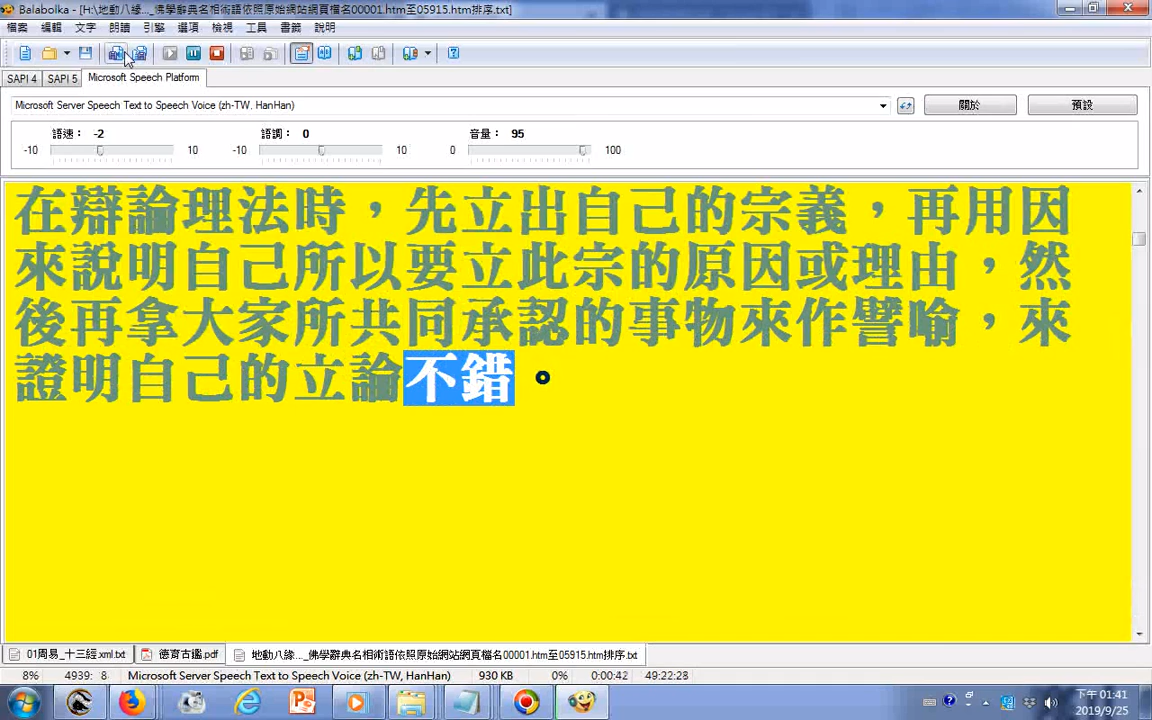 Balabolka - [H:\地動八緣..._佛學辭典名相術語依照原始網站網頁檔名00001.htm至05915.htm排序.txt]
檔案 編輯 文字 朗讀 引擎 選項 檢視 工具 書籤 說明
SAPI 4 SAPI 5 Microsoft Speech Platform
Microsoft Server Speech Text to Speech Voice (zh-TW, HanHan) 關於 預設
語速： -2 語調： 0 音量： 95
-10 10 -10 10 0 100
在辯論理法時，先立出自己的宗義，再用因
來說明自己所以要立此宗的原因或理由，然
後再拿大家所共同承認的事物來作譬喻，來
證明自己的立論不錯。
01周易_十三經.xml.txt 德育古鑑.pdf 地動八緣..._佛學辭典名相術語依照原始網站網頁檔名00001.htm至05915.htm排序.txt
8% 4939: 8 Microsoft Server Speech Text to Speech Voice (zh-TW, HanHan) 930 KB 0% 0:00:42 49:22:28
下午 01:41
2019/9/25